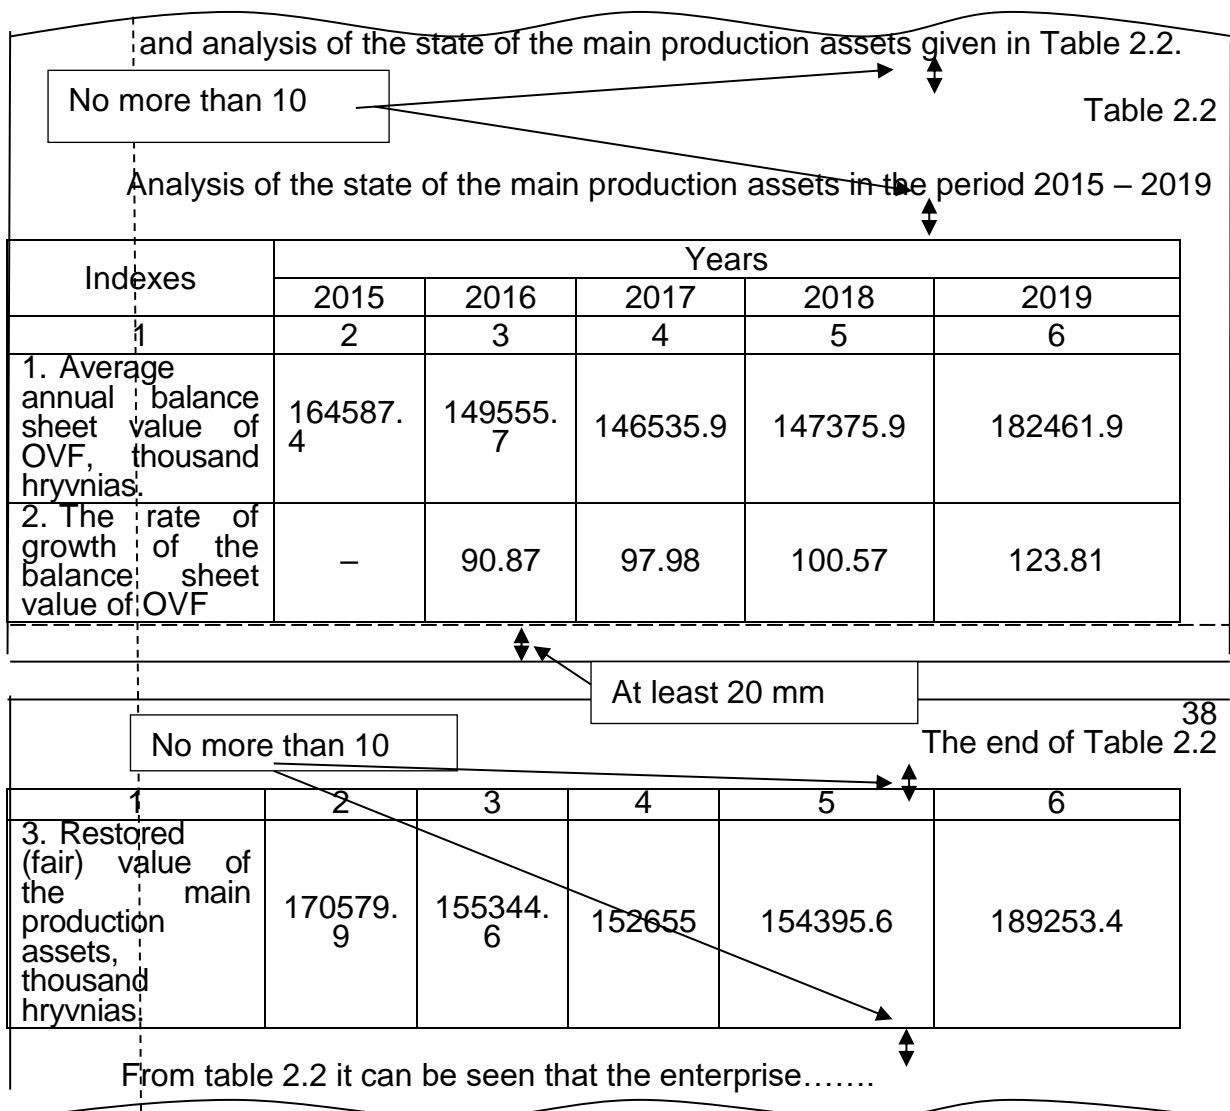 and analysis of the state of the main production assets given in Table 2.2.
No more than 10
Table 2.2
Analysis of the state of the main production assets in the period 2015 – 2019
Indexes
Years
2015 2016 2017 2018 2019
1 2 3 4 5 6
1. Average
annual balance
sheet value of
OVF, thousand
hryvnias.
164587.
4
149555.
7
146535.9
147375.9
182461.9
2. The rate of
growth of the
balance sheet
value of OVF
–
90.87
97.98
100.57
123.81
At least 20 mm
38
No more than 10
The end of Table 2.2
1 2 3 4 5 6
3. Restored
(fair) value of
the main
production
assets,
thousand
hryvnias.
170579.
9
155344.
6
152655
154395.6
189253.4
From table 2.2 it can be seen that the enterprise…….